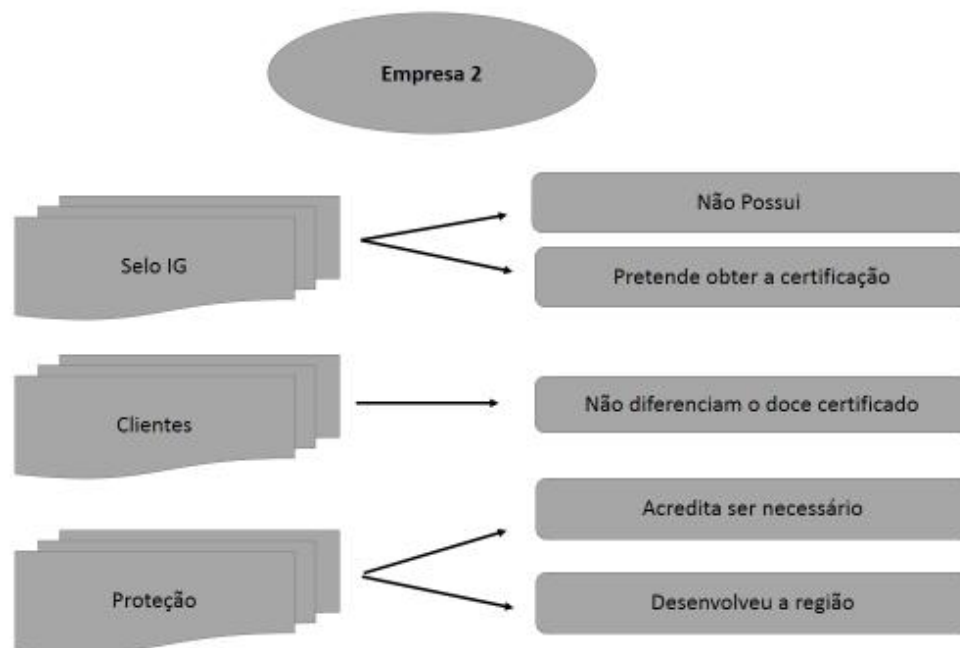 Empresa 2
Selo IG
Não Possui
Pretende obter a certificação
Clientes
Não diferenciam o doce certificado
Proteção
Acredita ser necessário
Desenvolveu a região